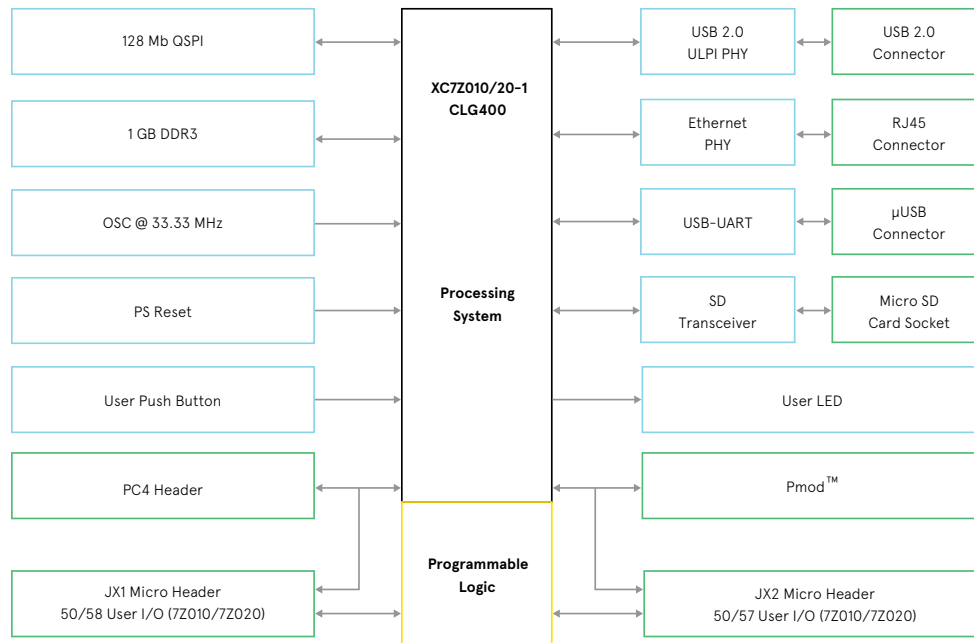 128 Mb QSPI
1 GB DDR3
OSC @ 33.33 MHz
PS Reset
User Push Button
PC4 Header
JX1 Micro Header
50/58 User I/O (7Z010/7Z020)
XC7Z010/20-1
CLG400
Processing
System
Programmable
Logic
USB 2.0
ULPI PHY
USB 2.0
Connector
Ethernet
PHY
RJ45
Connector
USB-UART
µUSB
Connector
SD
Transceiver
Micro SD
Card Socket
User LED
Pmod™
JX2 Micro Header
50/57 User I/O (7Z010/7Z020)